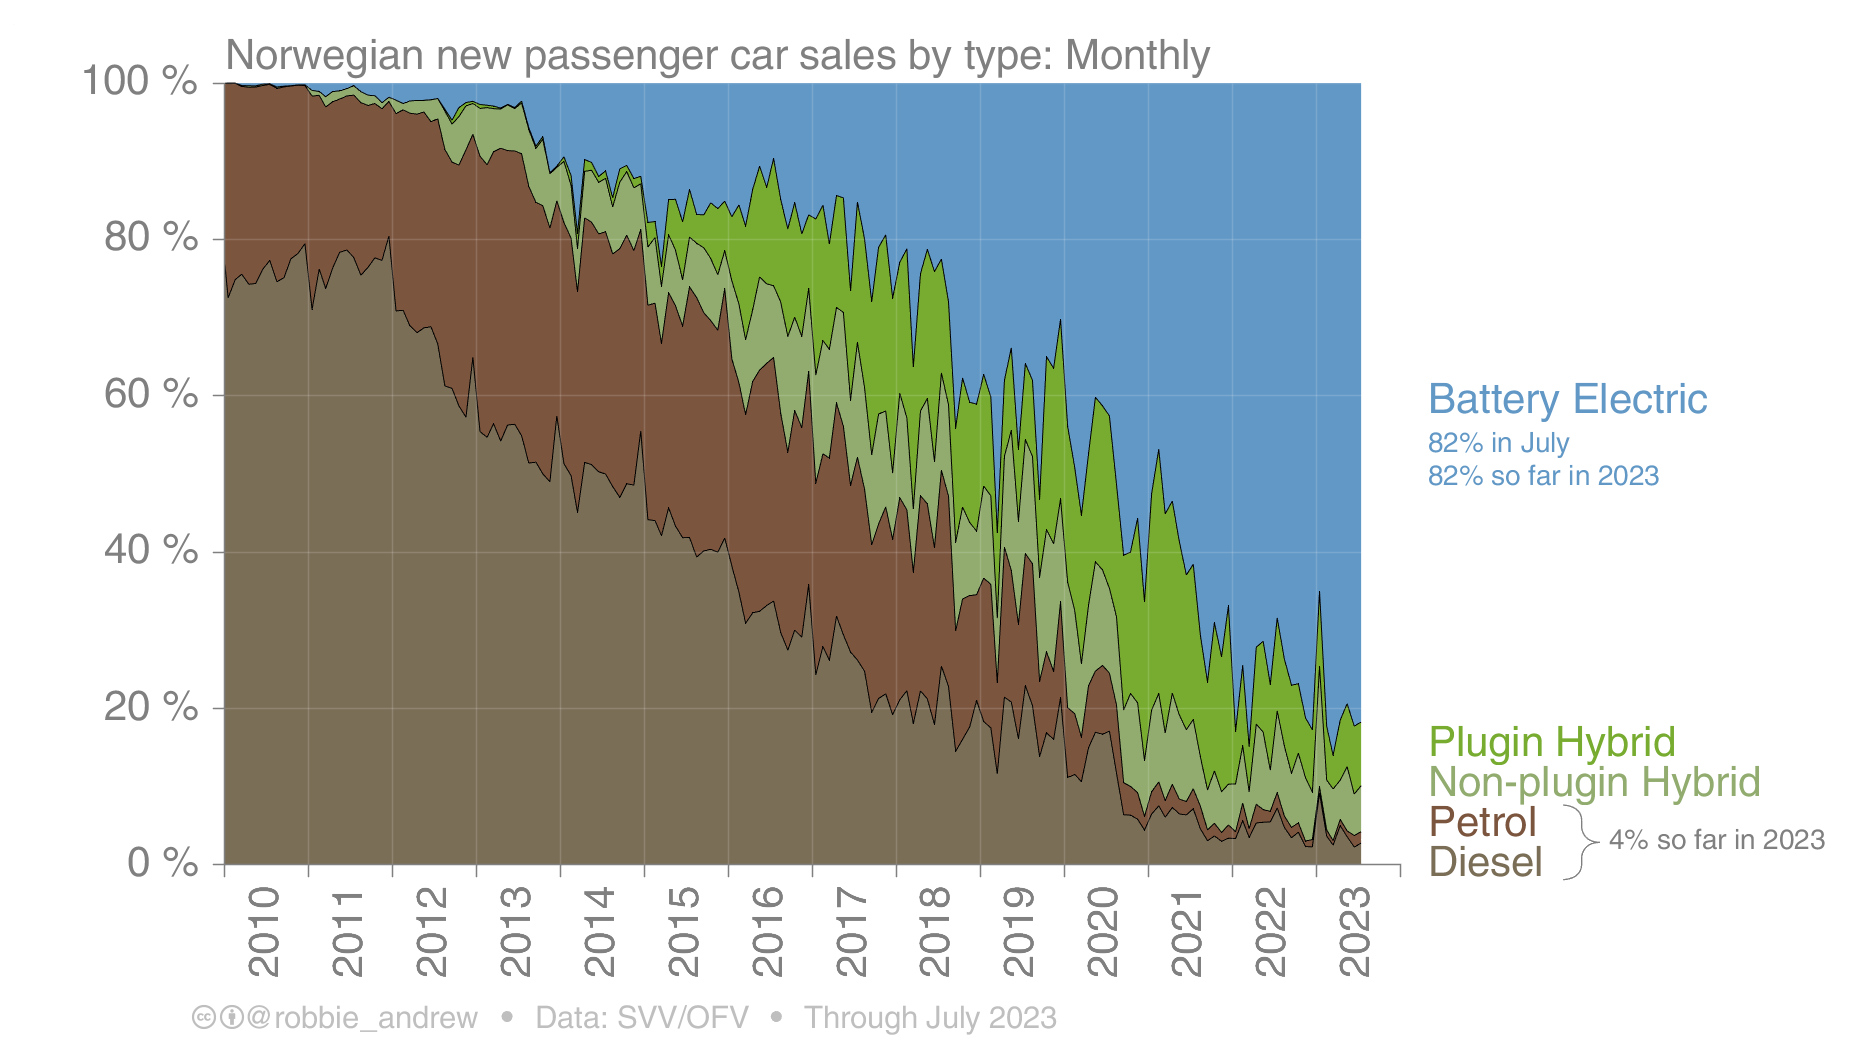 Norwegian new passenger car sales by type: Monthly
100 %
80 %
60 %
40 %
20 %
0 %
2010
2011
2012
2013
2014
2015
2016
2017
2018
2019
2020
2021
2022
2023
Battery Electric
82% in July
82% so far in 2023
Plugin Hybrid
Non-plugin Hybrid
Petrol
Diesel
4% so far in 2023
cc @robbie_andrew • Data: SVV/OFV • Through July 2023